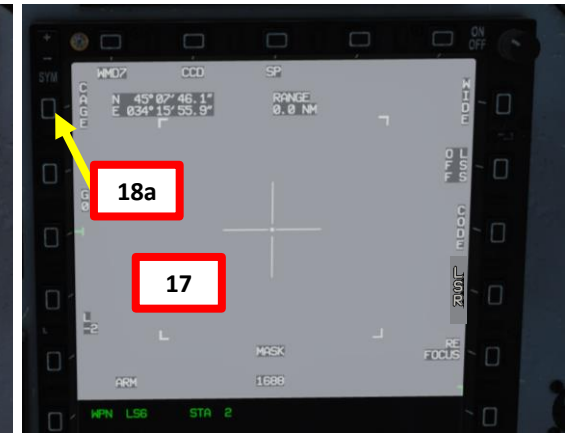 ON
OFF
+
-
SYM
WMD7 CCD SP
CAGE
N 45°07'46.1"
E 034°15'55.9"
RANGE
0.0 NM
WIDE
18a
OFF LSS
CODE
17
LSR
L
-2
MASK
RE
FOCUS
ARM
1688
WPN LS6 STA 2